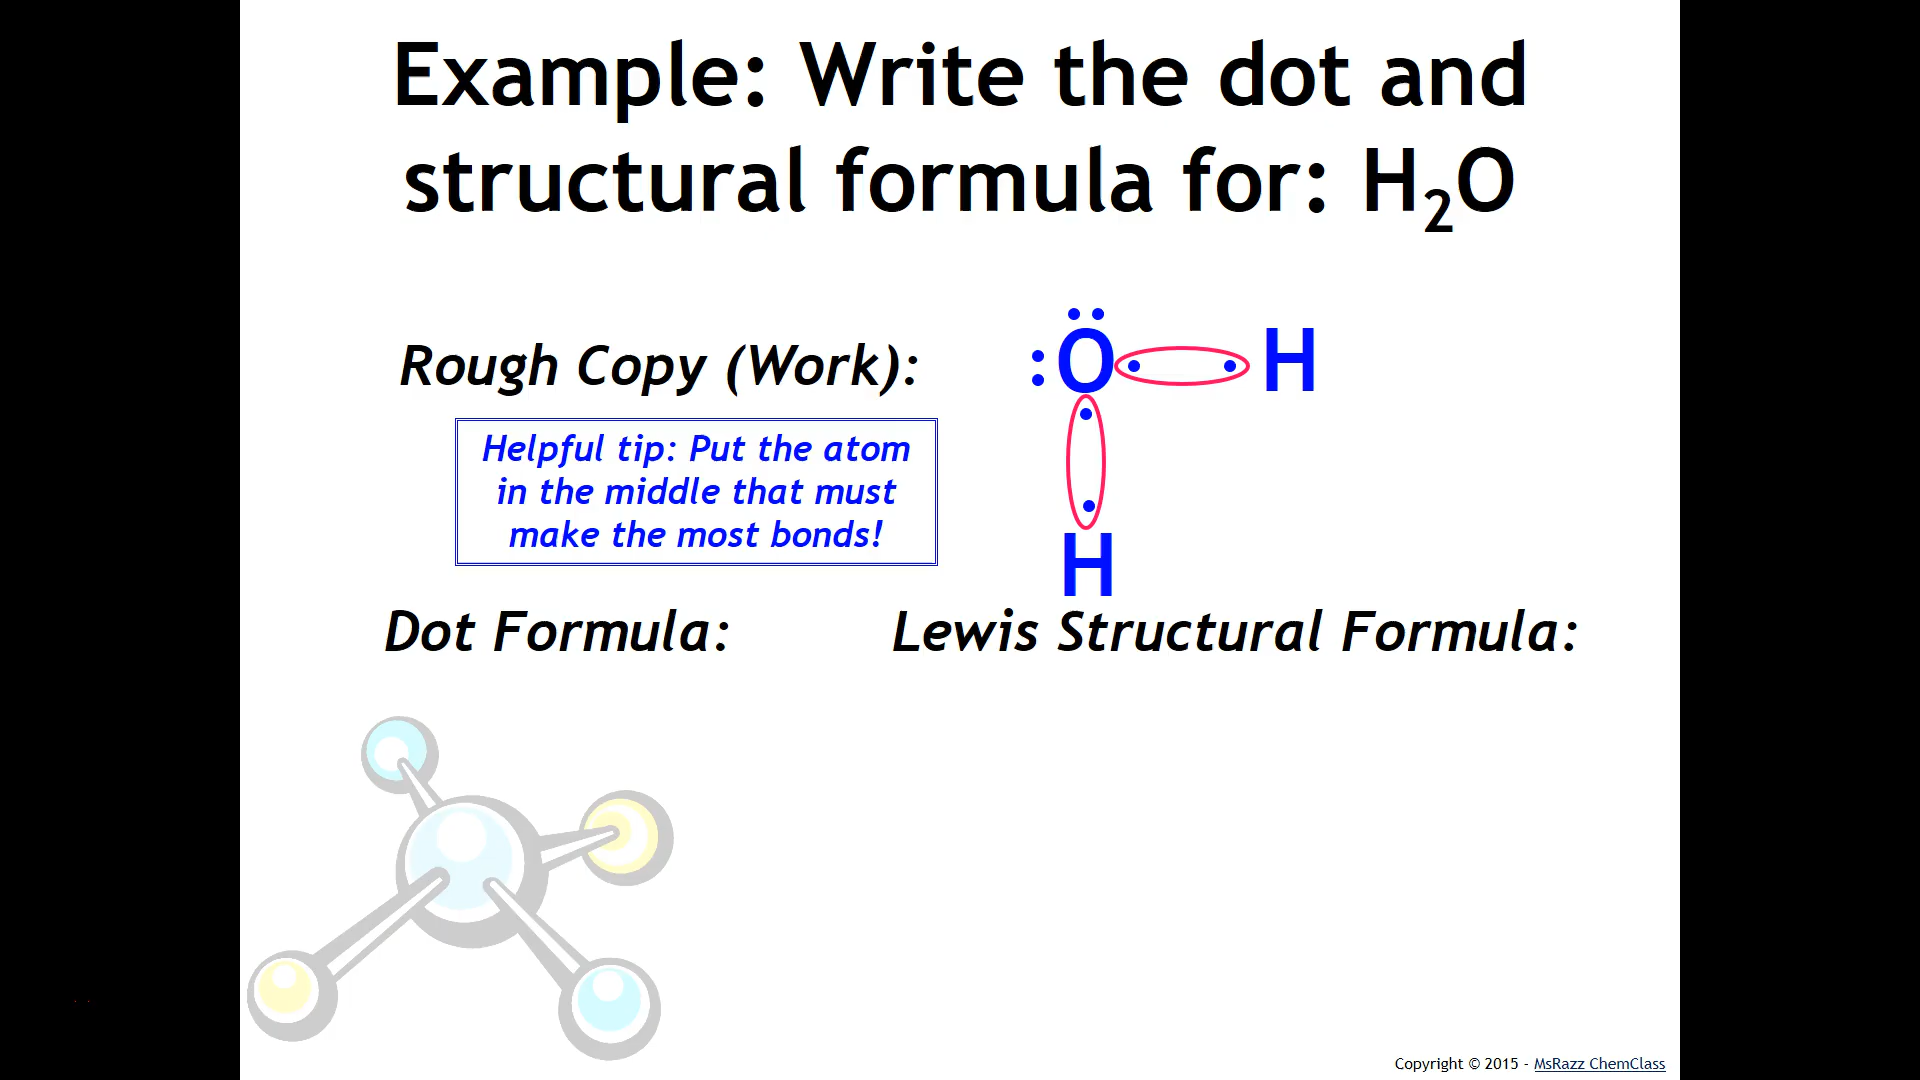 Example: Write the dot and
structural formula for: H₂O
Rough Copy (Work):
O H
H
Helpful tip: Put the atom
in the middle that must
make the most bonds!
Dot Formula:
Lewis Structural Formula:
Copyright © 2015 - MsRazz ChemClass